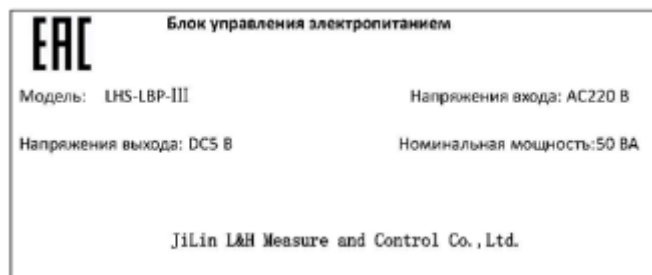 EAC
Блок управления электропитанием
Модель: LHS-LBP-III
Напряжения входа: AC220 В
Напряжения выхода: DC5 В
Номинальная мощность:50 ВА
JiLin L&H Measure and Control Co.,Ltd.